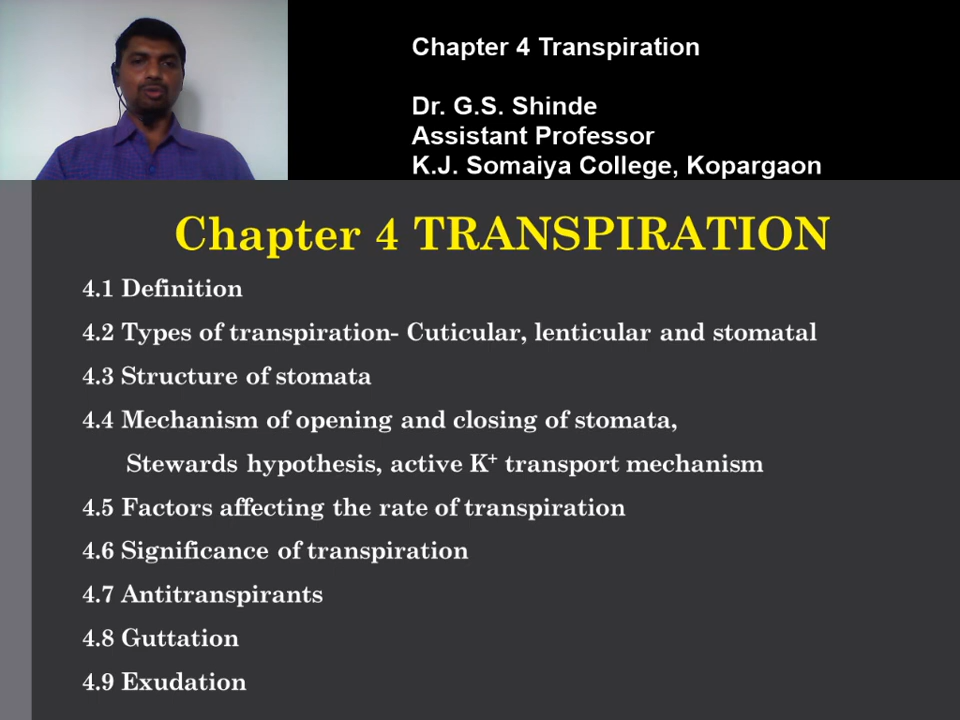 Chapter 4 Transpiration
Dr. G.S. Shinde
Assistant Professor
K.J. Somaiya College, Kopargaon
Chapter 4 TRANSPIRATION
4.1 Definition
4.2 Types of transpiration- Cuticular, lenticular and stomatal
4.3 Structure of stomata
4.4 Mechanism of opening and closing of stomata,
Stewards hypothesis, active K⁺ transport mechanism
4.5 Factors affecting the rate of transpiration
4.6 Significance of transpiration
4.7 Antitranspirants
4.8 Guttation
4.9 Exudation